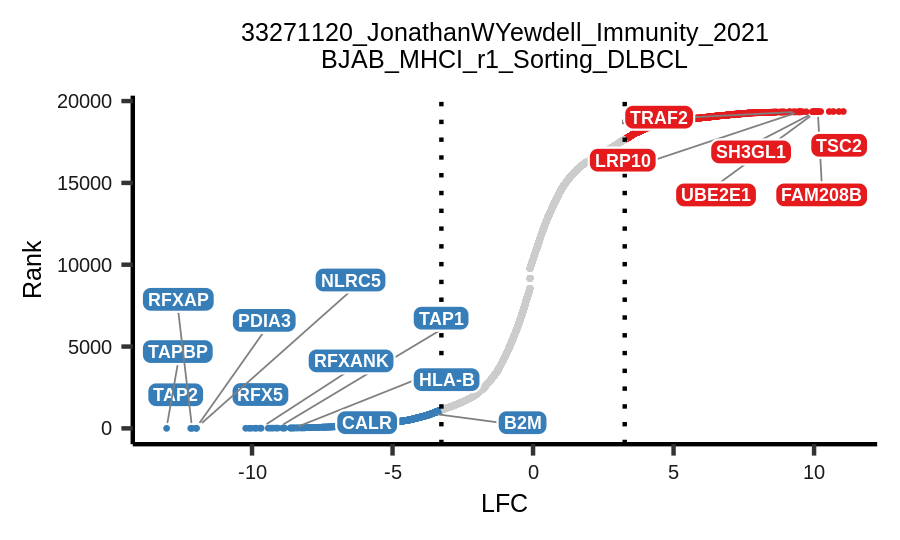 33271120_JonathanWYewdell_Immunity_2021
BJAB_MHCI_r1_Sorting_DLBCL
Rank
20000
15000
10000
5000
0
TRAF2
LRP10
SH3GL1
TSC2
UBE2E1
FAM208B
NLRC5
RFXAP
PDIA3
TAP1
TAPBP
RFXANK
HLA-B
TAP2
RFX5
CALR
B2M
-10
-5
0
5
10
LFC